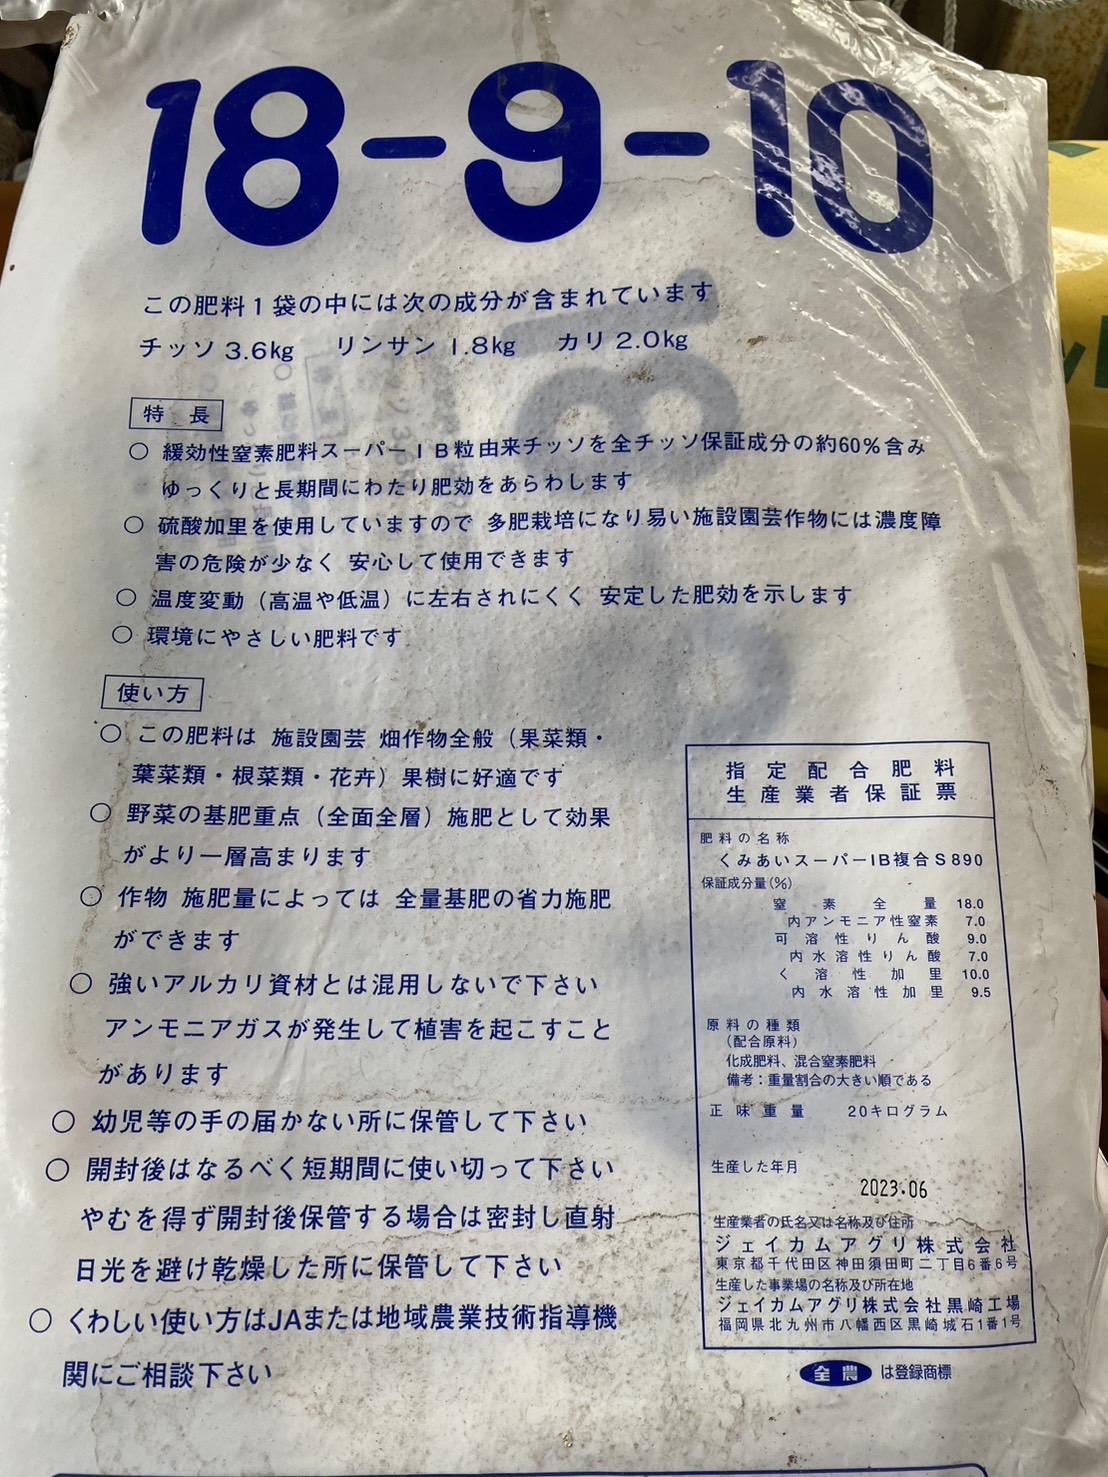 18-9-10
この肥料1袋の中には次の成分が含まれています
チッソ 3.6kg リンサン 1.8kg カリ 2.0kg
特長
○ 緩効性窒素肥料スーパーIB粒由来チッソを全チッソ保証成分の約60%含み
ゆっくりと長期間にわたり肥効をあらわします
○ 硫酸加里を使用していますので 多肥栽培になり易い施設園芸作物には濃度障
害の危険が少なく 安心して使用できます
○ 温度変動（高温や低温）に左右されにくく 安定した肥効を示します
○ 環境にやさしい肥料です
使い方
○ この肥料は 施設園芸 畑作物全般（果菜類・
葉菜類・根菜類・花卉）果樹に好適です
○ 野菜の基肥重点（全面全層）施肥として効果
がより一層高まります
○ 作物 施肥量によっては 全量基肥の省力施肥
ができます
○ 強いアルカリ資材とは混用しないで下さい
アンモニアガスが発生して植害を起こすこと
があります
○ 幼児等の手の届かない所に保管して下さい
○ 開封後はなるべく短期間に使い切って下さい
やむを得ず開封後保管する場合は密封し直射
日光を避け乾燥した所に保管して下さい
○ くわしい使い方はJAまたは地域農業技術指導機
関にご相談下さい
指定配合肥料
生産業者保証票
肥料の名称
くみあいスーパーIB複合S890
保証成分量(%)
窒素全量 18.0
内アンモニア性窒素 7.0
可溶性りん酸 9.0
内水溶性りん酸 7.0
く溶性加里 10.0
内水溶性加里 9.5
原料の種類
(配合原料)
化成肥料、混合窒素肥料
備考：重量割合の大きい順である
正味重量 20キログラム
生産した年月
2023.06
生産業者の氏名又は名称及び住所
ジェイカムアグリ株式会社
東京都千代田区神田須田町二丁目6番6号
生産した事業場の名称及び所在地
ジェイカムアグリ株式会社黒崎工場
福岡県北九州市八幡西区黒崎城石1番1号
全農 は登録商標